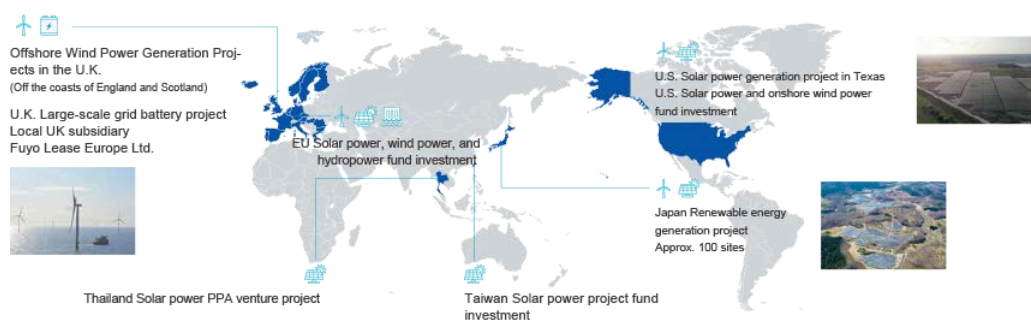 Offshore Wind Power Generation Proj-
ects in the U.K.
(Off the coasts of England and Scotland)
U.K. Large-scale grid battery project
Local UK subsidiary
Fuyo Lease Europe Ltd.
EU Solar power, wind power, and
hydropower fund investment
U.S. Solar power generation project in Texas
U.S. Solar power and onshore wind power
fund investment
Japan Renewable energy
generation project
Approx. 100 sites
Thailand Solar power PPA venture project
Taiwan Solar power project fund
investment